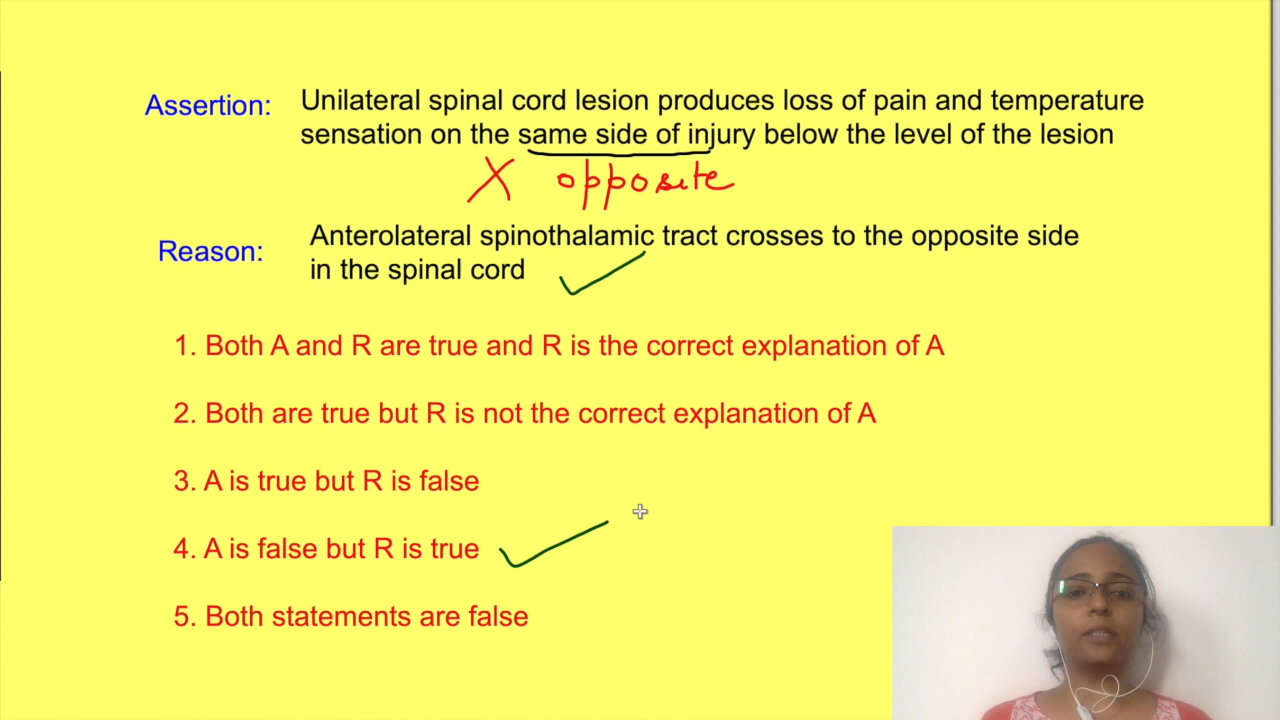 Assertion: Unilateral spinal cord lesion produces loss of pain and temperature
sensation on the same side of injury below the level of the lesion
X opposite
Reason: Anterolateral spinothalamic tract crosses to the opposite side
in the spinal cord
1. Both A and R are true and R is the correct explanation of A
2. Both are true but R is not the correct explanation of A
3. A is true but R is false
4. A is false but R is true
5. Both statements are false